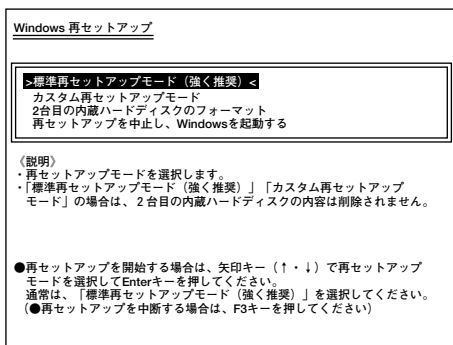 Windows 再セットアップ
>標準再セットアップモード（強く推奨）<
カスタム再セットアップモード
2台目の内蔵ハードディスクのフォーマット
再セットアップを中止し、Windowsを起動する
《説明》
・再セットアップモードを選択します。
・「標準再セットアップモード（強く推奨）」「カスタム再セットアップ
モード」の場合は、２台目の内蔵ハードディスクの内容は削除されません。
●再セットアップを開始する場合は、矢印キー（↑・↓）で再セットアップ
モードを選択してEnterキーを押してください。
通常は、「標準再セットアップモード（強く推奨）」を選択してください。
（●再セットアップを中断する場合は、F3キーを押してください）